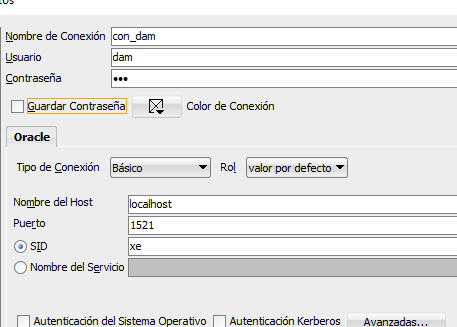 Nombre de Conexión con_dam
Usuario dam
Contraseña •••
Guardar Contraseña Color de Conexión
Oracle
Tipo de Conexión Básico Rol valor por defecto
Nombre del Host localhost
Puerto 1521
SID xe
Nombre del Servicio
Autenticación del Sistema Operativo Autenticación Kerberos Avanzadas...